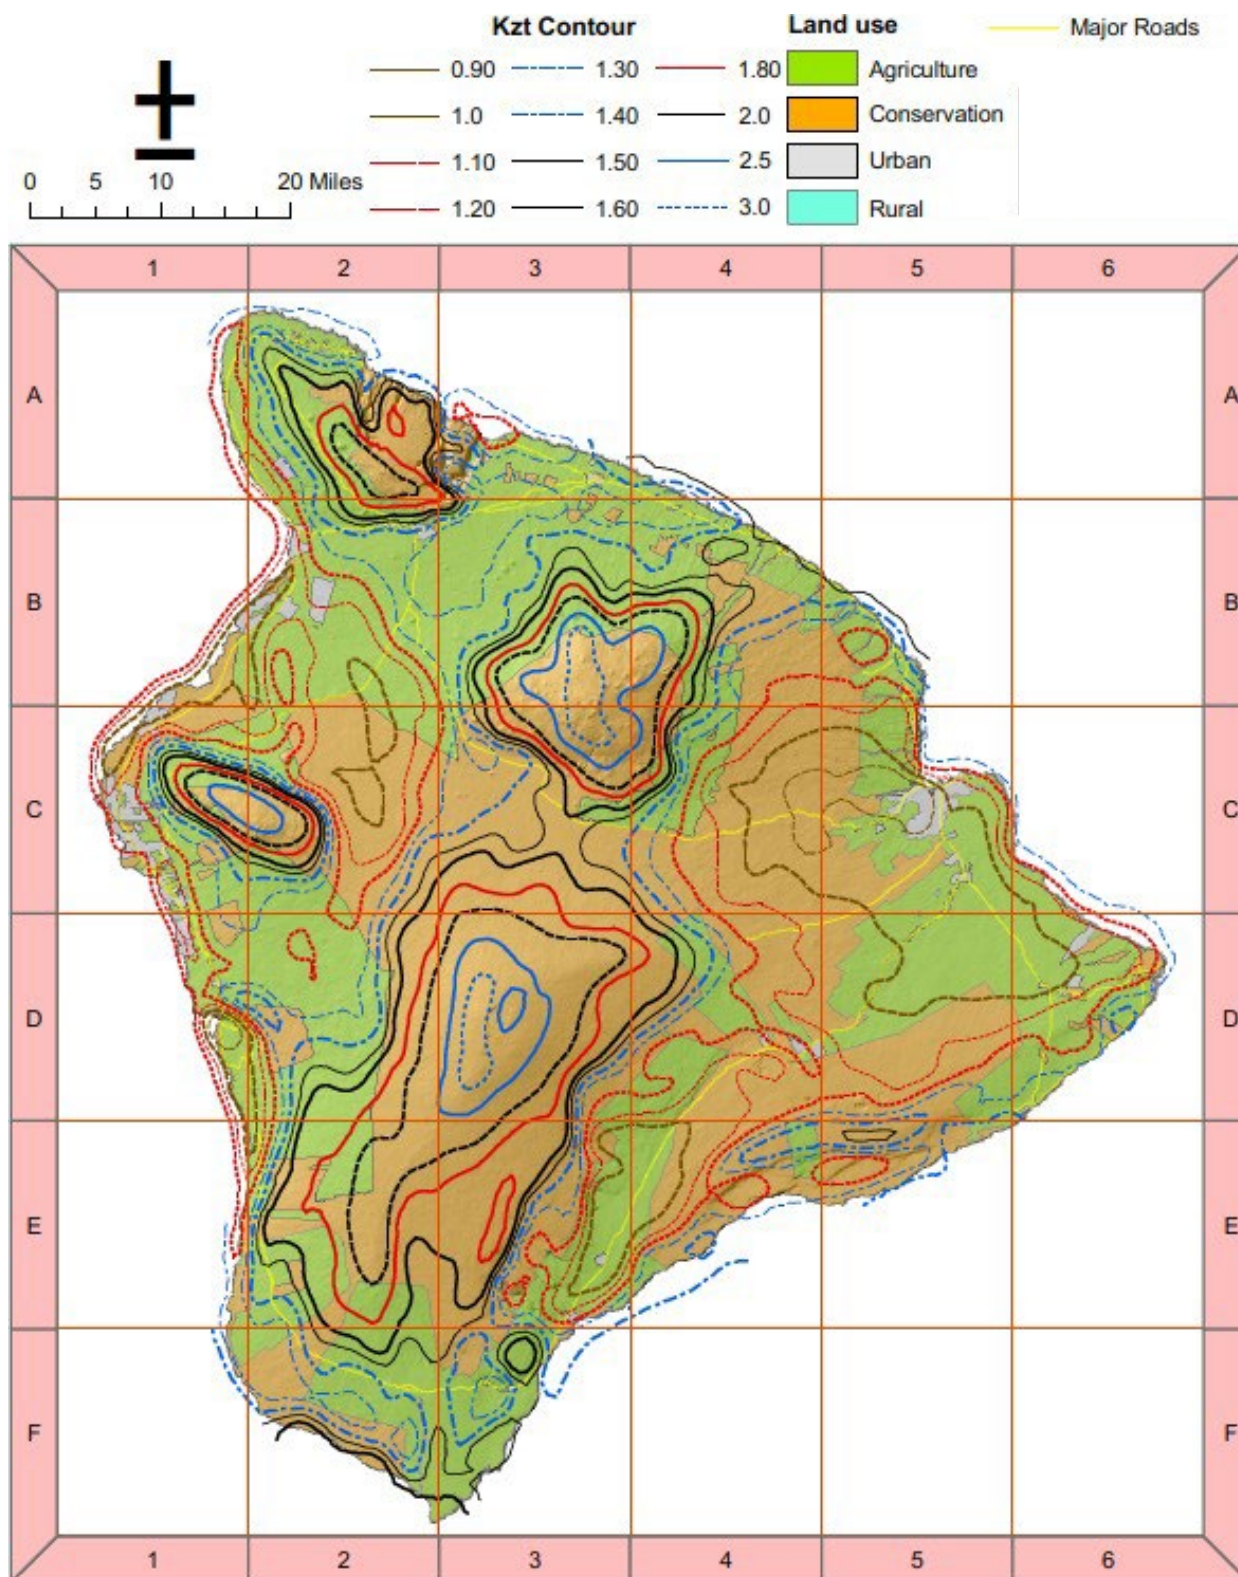 Kzt Contour Land use Major Roads
0.90 1.30 1.80 Agriculture
1.0 1.40 2.0 Conservation
1.10 1.50 2.5 Urban
0 5 10 20 Miles
1.20 1.60 3.0 Rural
1 2 3 4 5 6
A A
B B
C C
D D
E E
F F
1 2 3 4 5 6